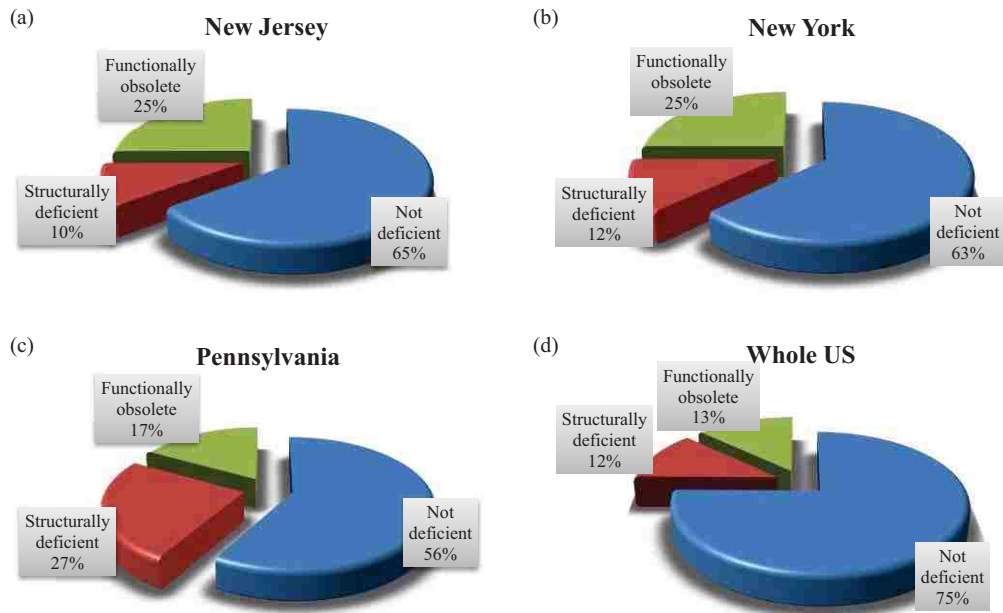 (a)
New Jersey
Functionally
obsolete
25%
Structurally
deficient
10%
Not
deficient
65%
(b)
New York
Functionally
obsolete
25%
Structurally
deficient
12%
Not
deficient
63%
(c)
Pennsylvania
Functionally
obsolete
17%
Structurally
deficient
27%
Not
deficient
56%
(d)
Whole US
Functionally
obsolete
13%
Structurally
deficient
12%
Not
deficient
75%